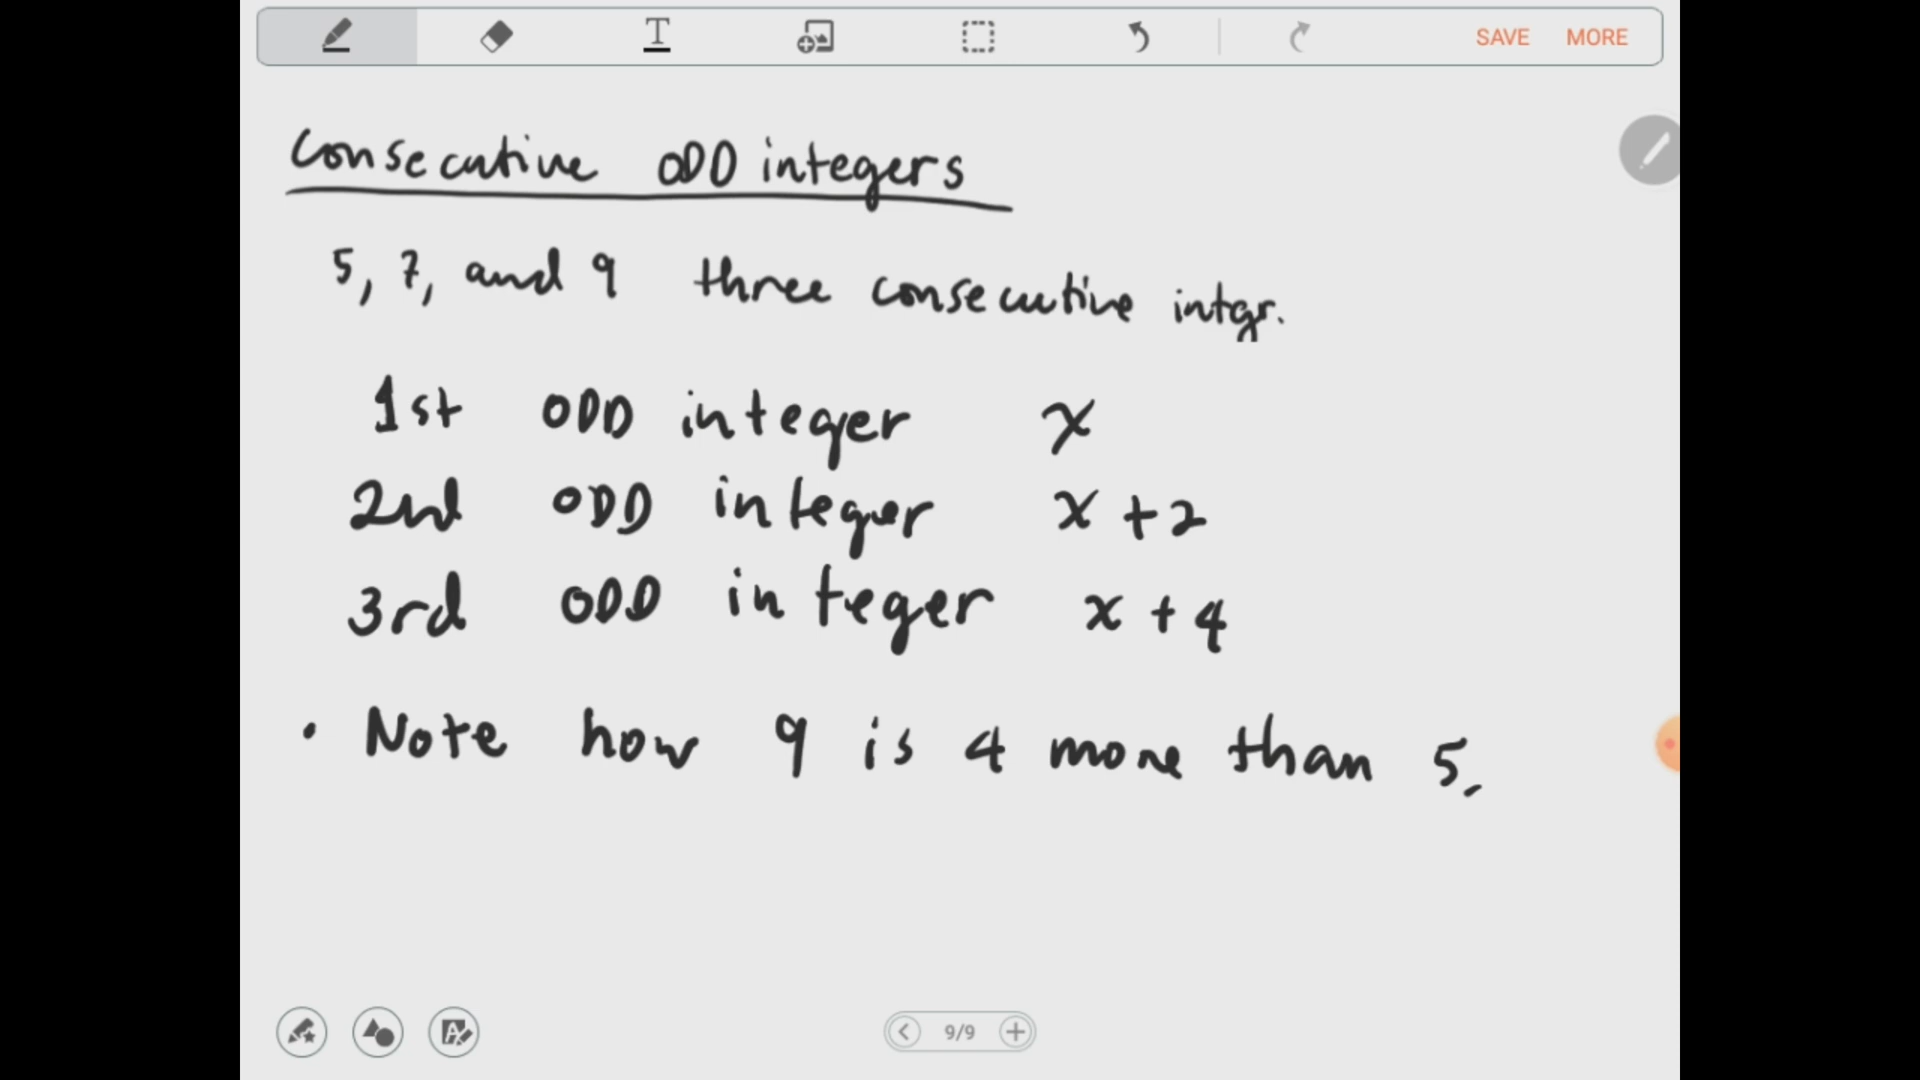 T SAVE MORE
Consecutive ODD integers
5, 7, and 9 three consecutive intgr.
1st ODD integer x
2nd ODD integer x + 2
3rd ODD integer x + 4
• Note how 9 is 4 more than 5.
A 9/9